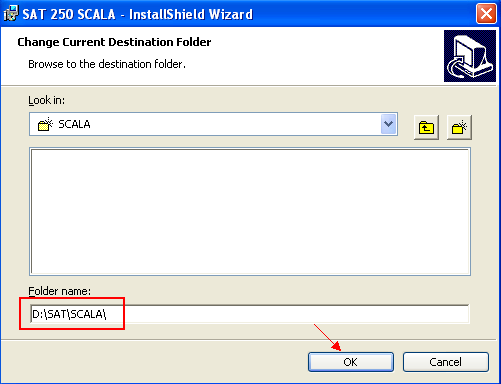 SAT 250 SCALA - InstallShield Wizard
Change Current Destination Folder
Browse to the destination folder.
Look in:
SCALA
Folder name:
D:\SAT\SCALA\
OK
Cancel